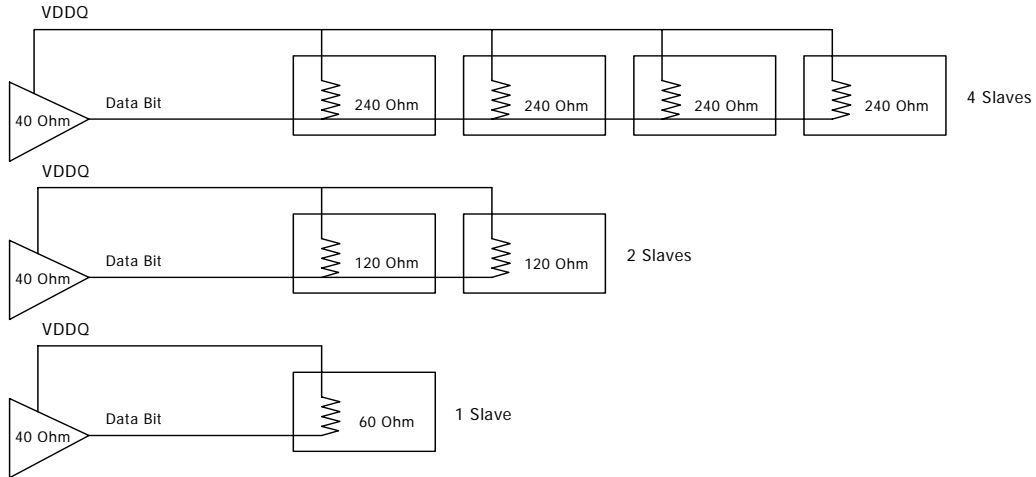 VDDQ
Data Bit
40 Ohm
240 Ohm
240 Ohm
240 Ohm
240 Ohm
4 Slaves
VDDQ
Data Bit
40 Ohm
120 Ohm
120 Ohm
2 Slaves
VDDQ
Data Bit
40 Ohm
60 Ohm
1 Slave